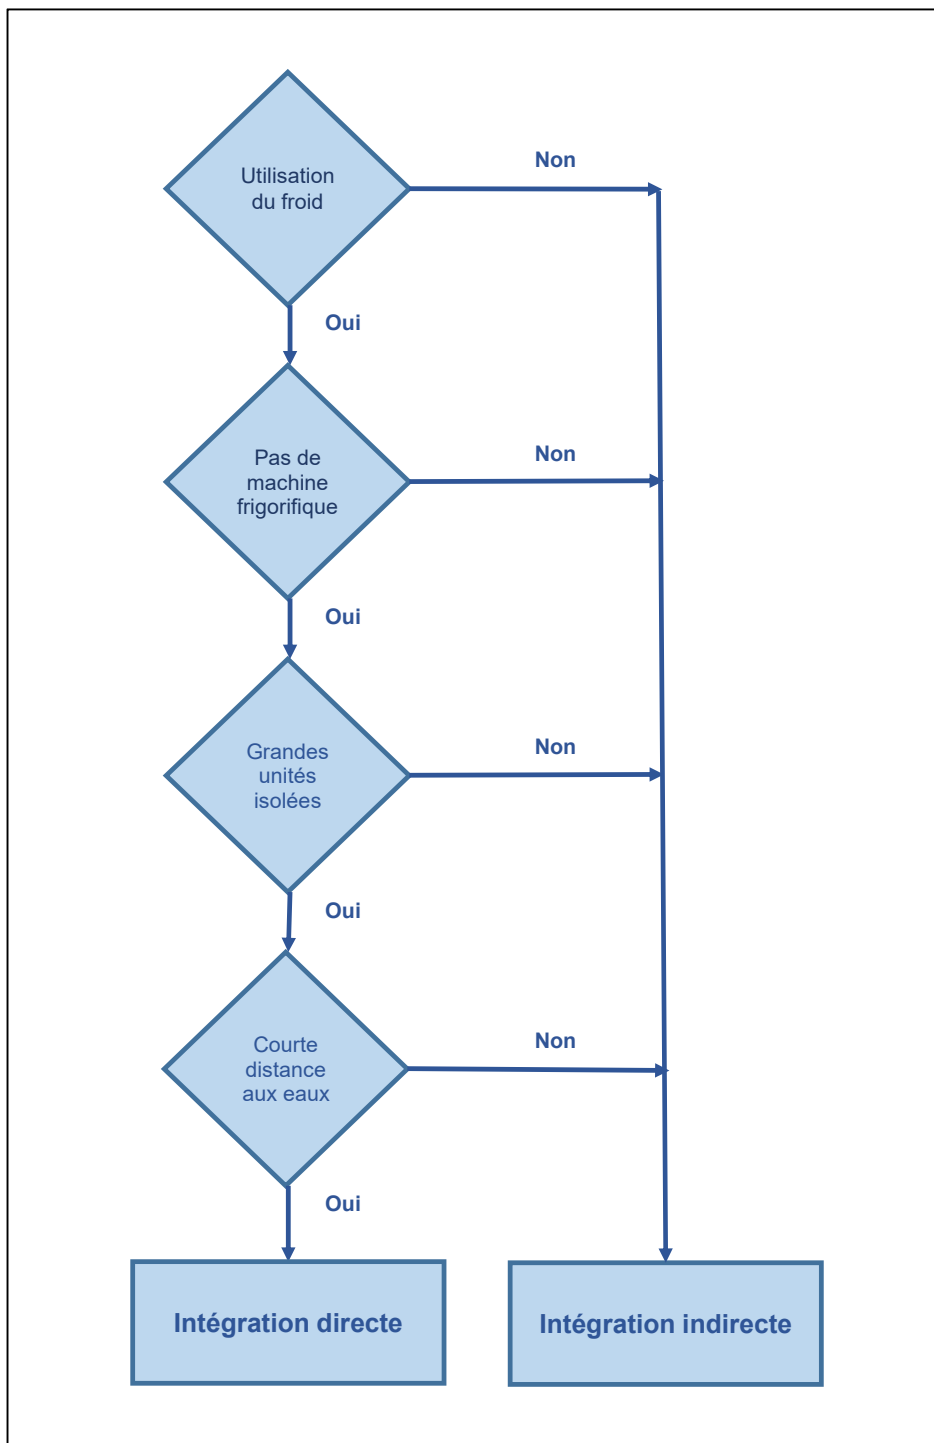 Utilisation
du froid
Non
Oui
Pas de
machine
frigorifique
Non
Oui
Grandes
unités
isolées
Non
Oui
Courte
distance
aux eaux
Non
Oui
Intégration directe
Intégration indirecte